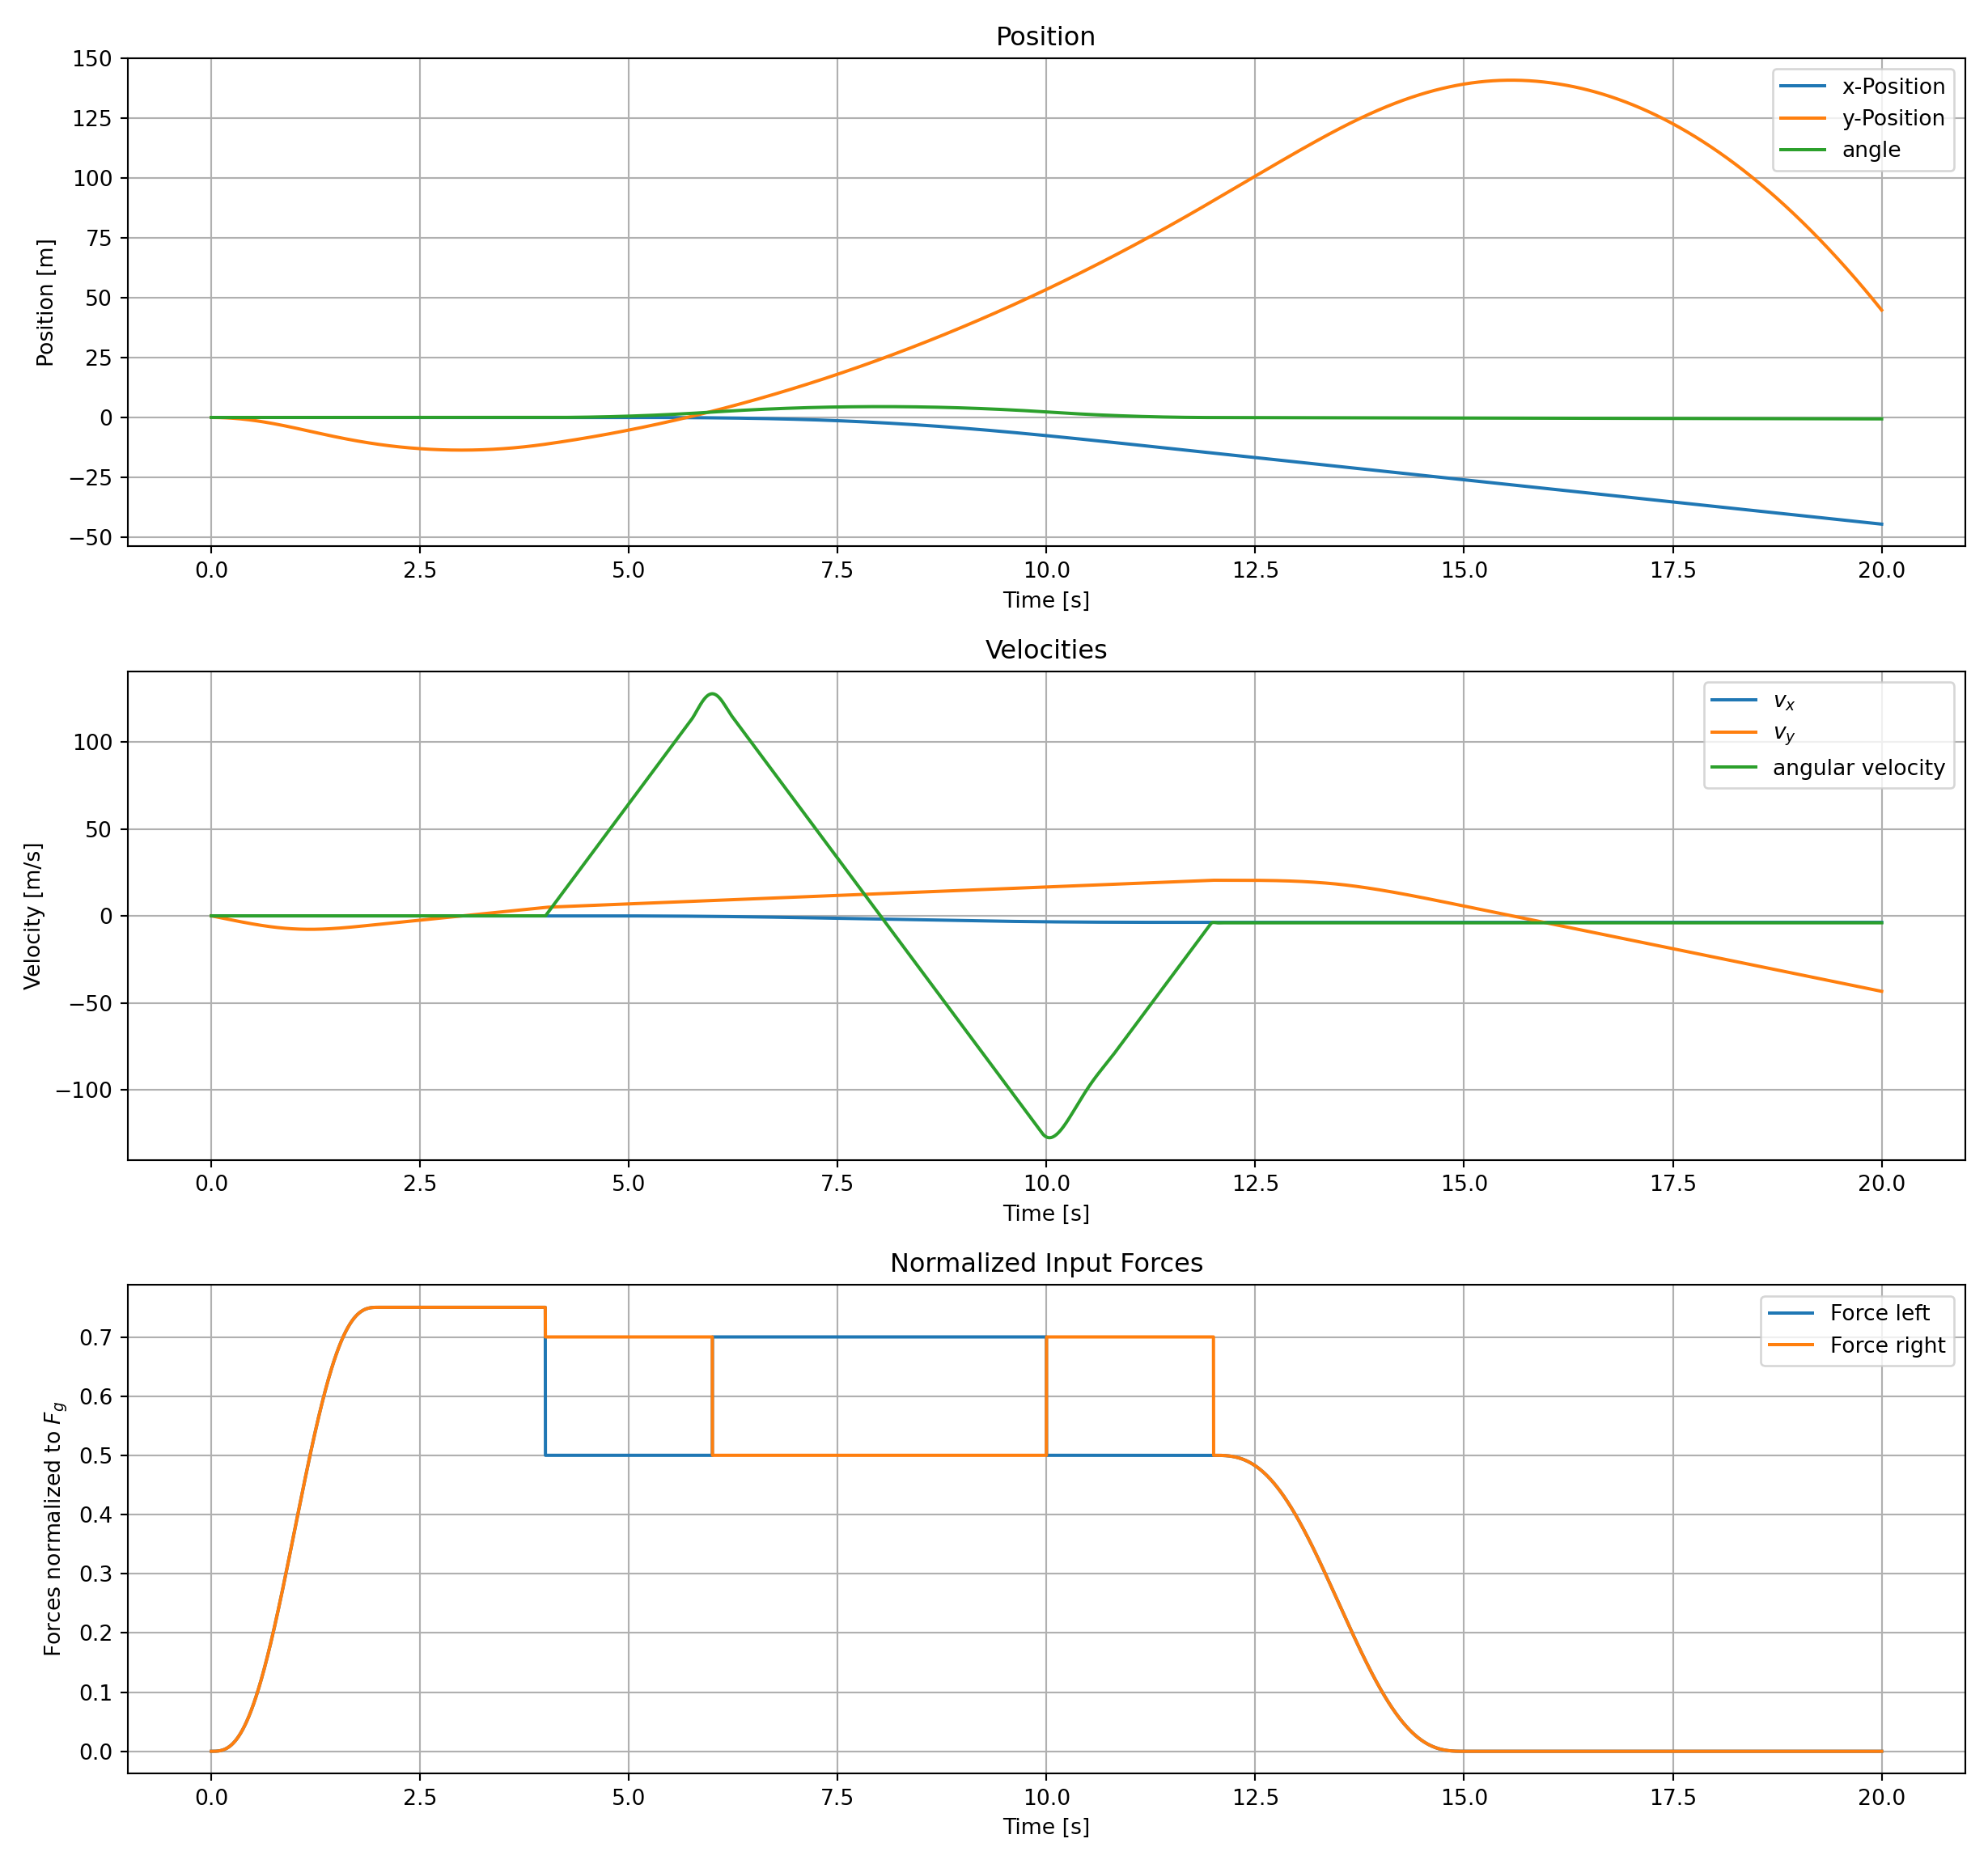 Position
150
125
100
75
50
25
0
−25
−50
Position [m]
x-Position
y-Position
angle
0.0 2.5 5.0 7.5 10.0 12.5 15.0 17.5 20.0
Time [s]
Velocities
100
50
0
−50
−100
Velocity [m/s]
v_x
v_y
angular velocity
0.0 2.5 5.0 7.5 10.0 12.5 15.0 17.5 20.0
Time [s]
Normalized Input Forces
0.7
0.6
0.5
0.4
0.3
0.2
0.1
0.0
Forces normalized to F_g
Force left
Force right
0.0 2.5 5.0 7.5 10.0 12.5 15.0 17.5 20.0
Time [s]